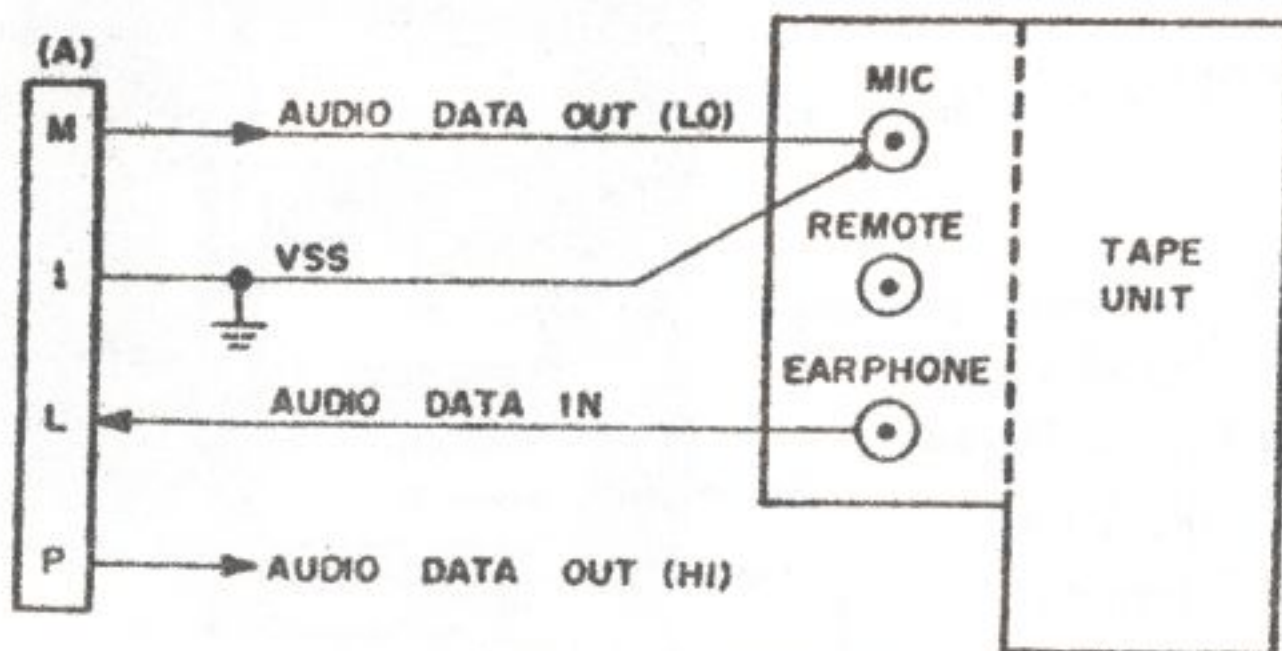 (A)
M AUDIO DATA OUT (LO) MIC
1 VSS REMOTE
TAPE
UNIT
L AUDIO DATA IN EARPHONE
P AUDIO DATA OUT (HI)